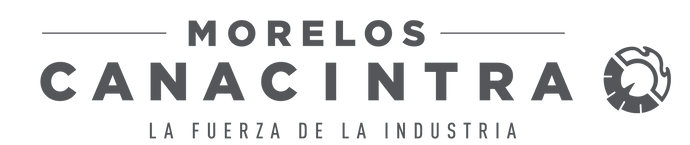 MORELOS
CANACINTRA
LA FUERZA DE LA INDUSTRIA